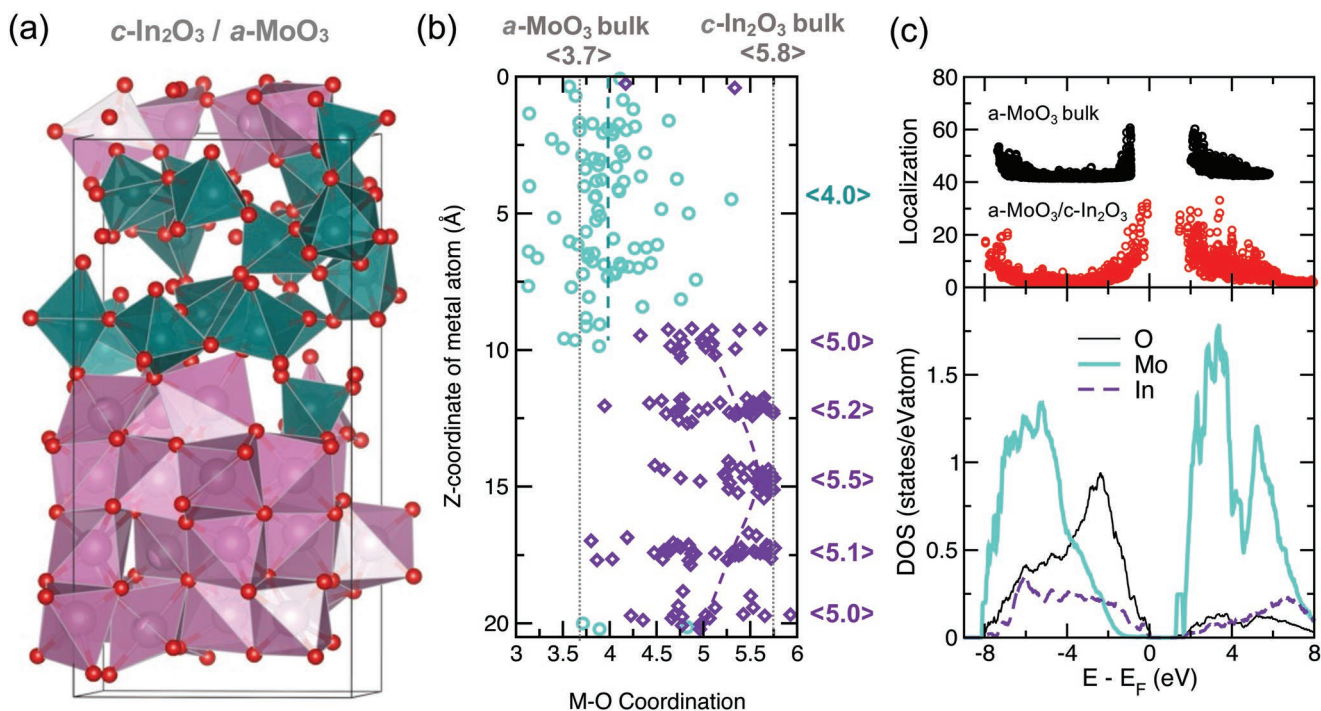 (a)
c-In₂O₃ / a-MoO₃
(b)
a-MoO₃ bulk
<3.7>
c-In₂O₃ bulk
<5.8>
0
5
10
15
20
Z-coordinate of metal atom (Å)
3
3.5
4
4.5
5
5.5
6
M-O Coordination
<4.0>
<5.0>
<5.2>
<5.5>
<5.1>
<5.0>
(c)
80
60
40
20
0
Localization
a-MoO₃ bulk
a-MoO₃/c-In₂O₃
1.5
1
0.5
0
DOS (states/eVatom)
O
Mo
In
-8
-4
0
4
8
E - E_F (eV)